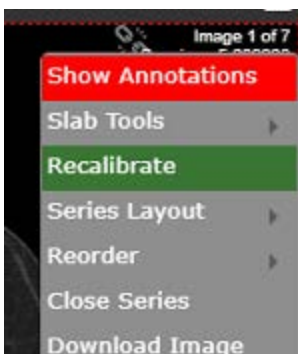 Image 1 of 7
Show Annotations
Slab Tools
Recalibrate
Series Layout
Reorder
Close Series
Download Image